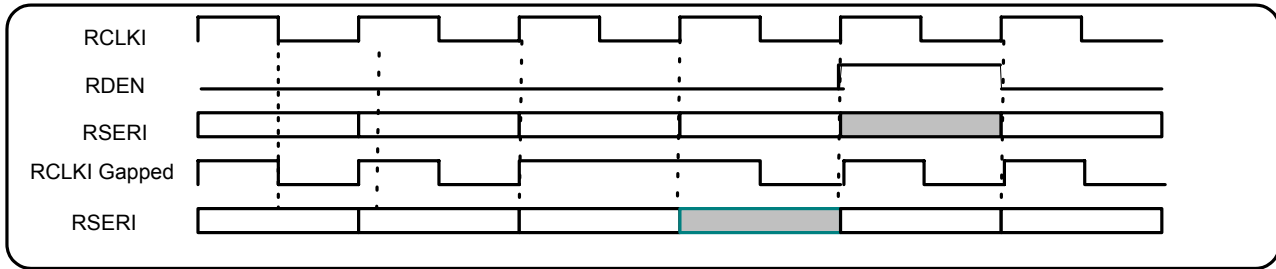 RCLKI
RDEN
RSERI
RCLKI Gapped
RSERI